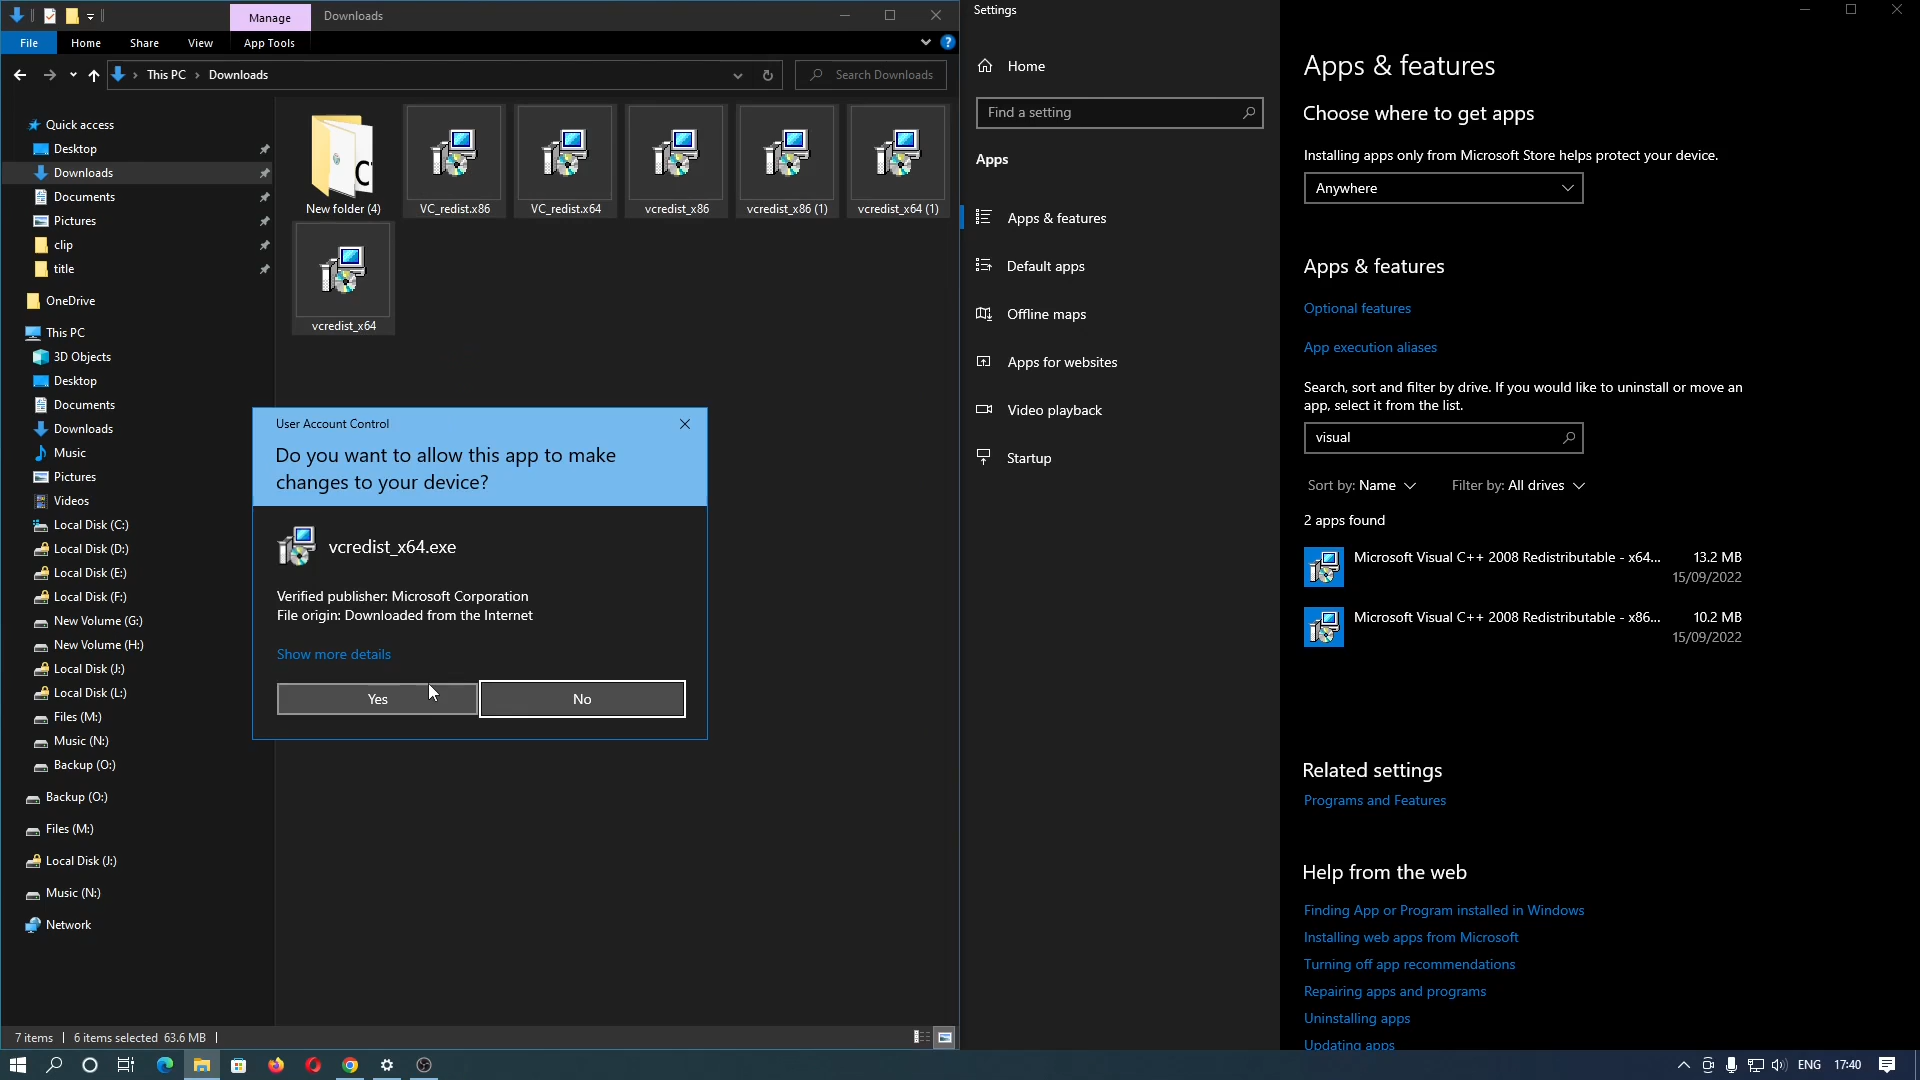 Manage
Downloads
File
Home
Share
View
App Tools
This PC
Downloads
Search Downloads
Quick access
Desktop
Downloads
Documents
Pictures
clip
title
OneDrive
This PC
3D Objects
Desktop
Documents
Downloads
Music
Pictures
Videos
Local Disk (C:)
Local Disk (D:)
Local Disk (E:)
Local Disk (F:)
New Volume (G:)
New Volume (H:)
Local Disk (J:)
Local Disk (L:)
Files (M:)
Music (N:)
Backup (O:)
Backup (O:)
Files (M:)
Local Disk (J:)
Music (N:)
Network
New folder (4)
VC_redist.x86
VC_redist.x64
vcredist_x86
vcredist_x86 (1)
vcredist_x64 (1)
vcredist_x64
User Account Control
Do you want to allow this app to make
changes to your device?
vcredist_x64.exe
Verified publisher: Microsoft Corporation
File origin: Downloaded from the Internet
Show more details
Yes
No
7 items
6 items selected 63.6 MB
Settings
Home
Find a setting
Apps
Apps & features
Default apps
Offline maps
Apps for websites
Video playback
Startup
Apps & features
Choose where to get apps
Installing apps only from Microsoft Store helps protect your device.
Anywhere
Apps & features
Optional features
App execution aliases
Search, sort and filter by drive. If you would like to uninstall or move an
app, select it from the list.
visual
Sort by: Name
Filter by: All drives
2 apps found
Microsoft Visual C++ 2008 Redistributable - x64... 13.2 MB
15/09/2022
Microsoft Visual C++ 2008 Redistributable - x86... 10.2 MB
15/09/2022
Related settings
Programs and Features
Help from the web
Finding App or Program installed in Windows
Installing web apps from Microsoft
Turning off app recommendations
Repairing apps and programs
Uninstalling apps
Updating apps
ENG
17:40